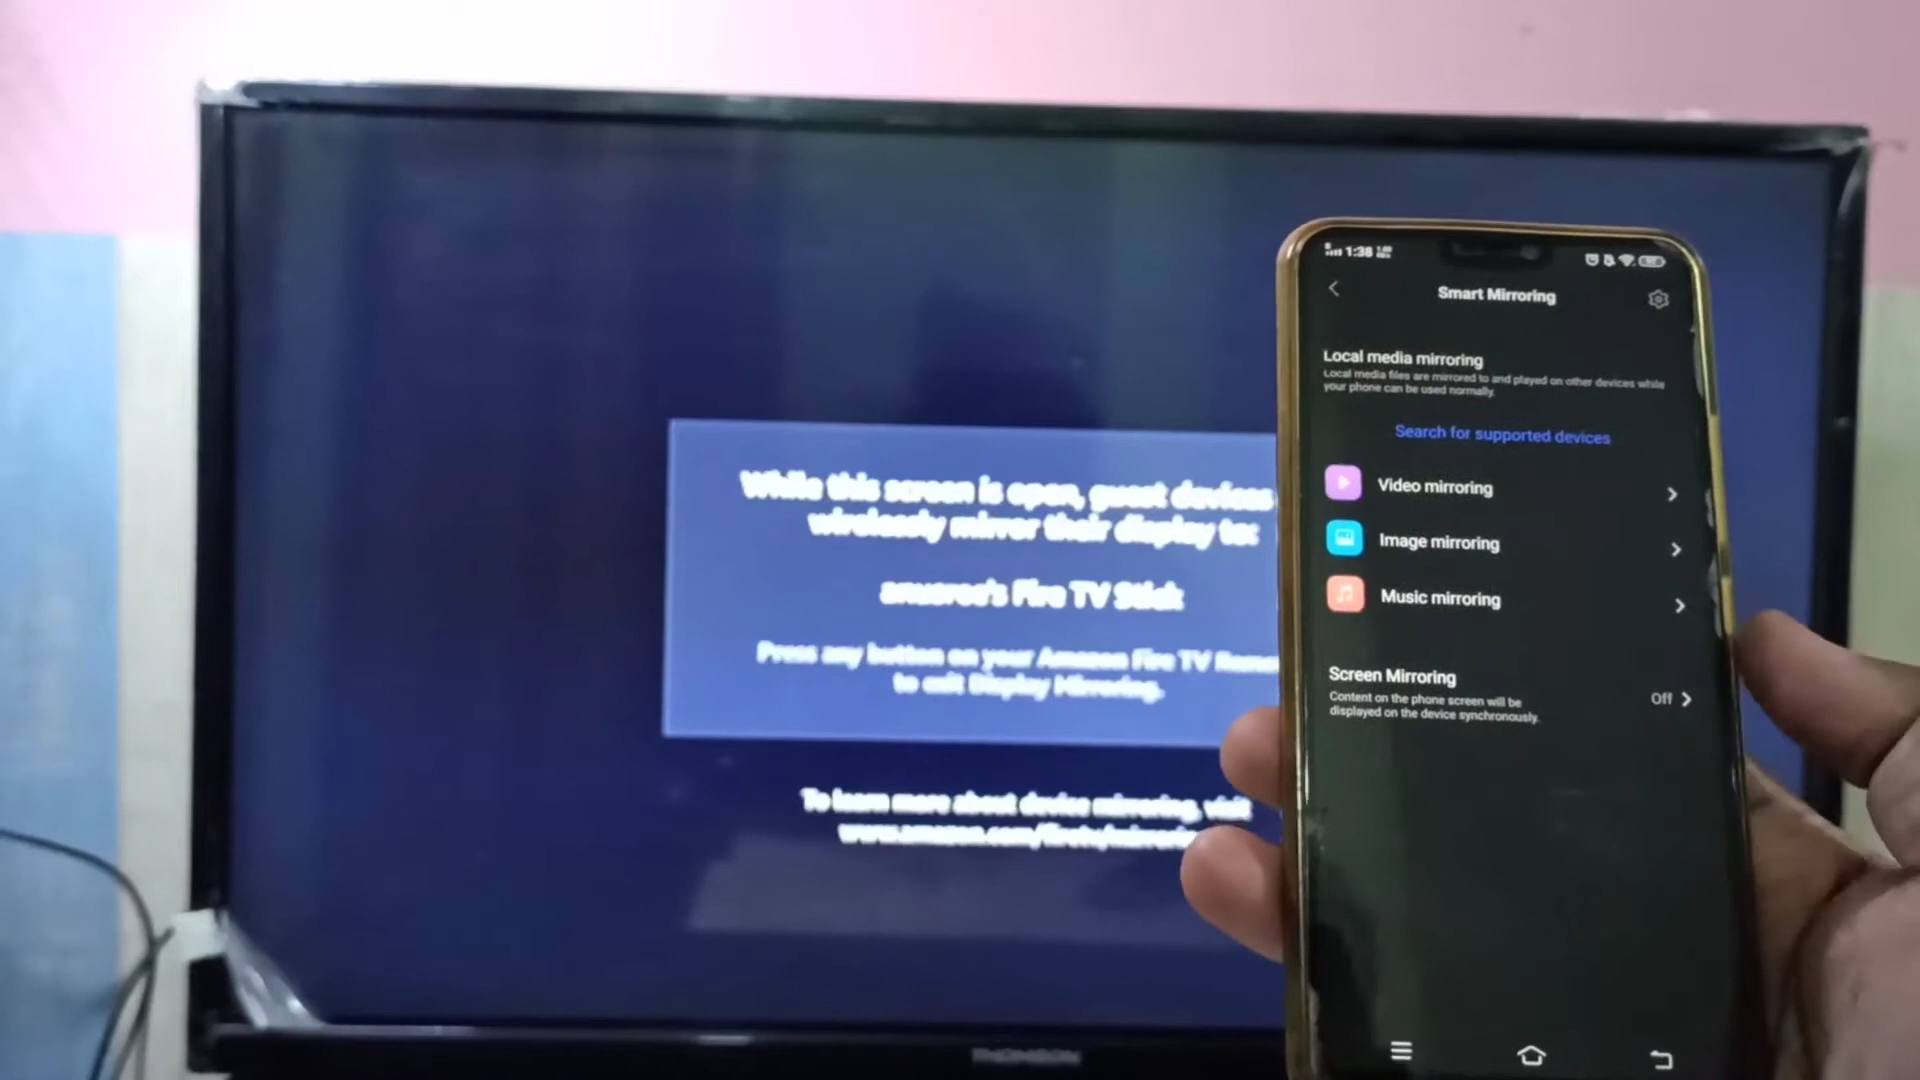 While this screen is open, guest devices
wirelessly mirror their display to:
Fire TV Stick
Press any button on your Amazon Fire TV
to exit Display Mirroring.
To learn more about device mirroring, visit
THOMSON
1:38
Smart Mirroring
Local media mirroring
Local media files are mirrored to and played on other devices while
your phone can be used normally.
Search for supported devices
Video mirroring
Image mirroring
Music mirroring
Screen Mirroring
Content on the phone screen will be
displayed on the device synchronously.
Off